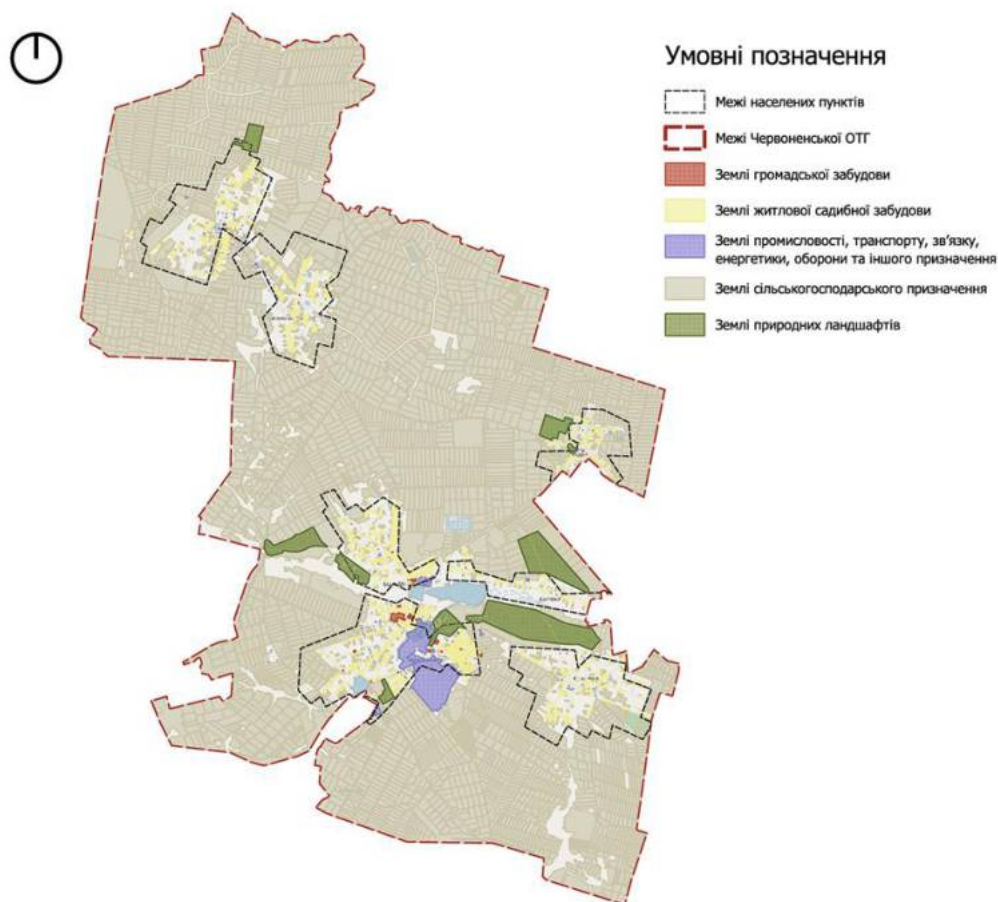 Умовні позначення
Межі населених пунктів
Межі Червоненської ОТГ
Землі громадської забудови
Землі житлової садибної забудови
Землі промисловості, транспорту, зв'язку,
енергетики, оборони та іншого призначення
Землі сільськогосподарського призначення
Землі природних ландшафтів